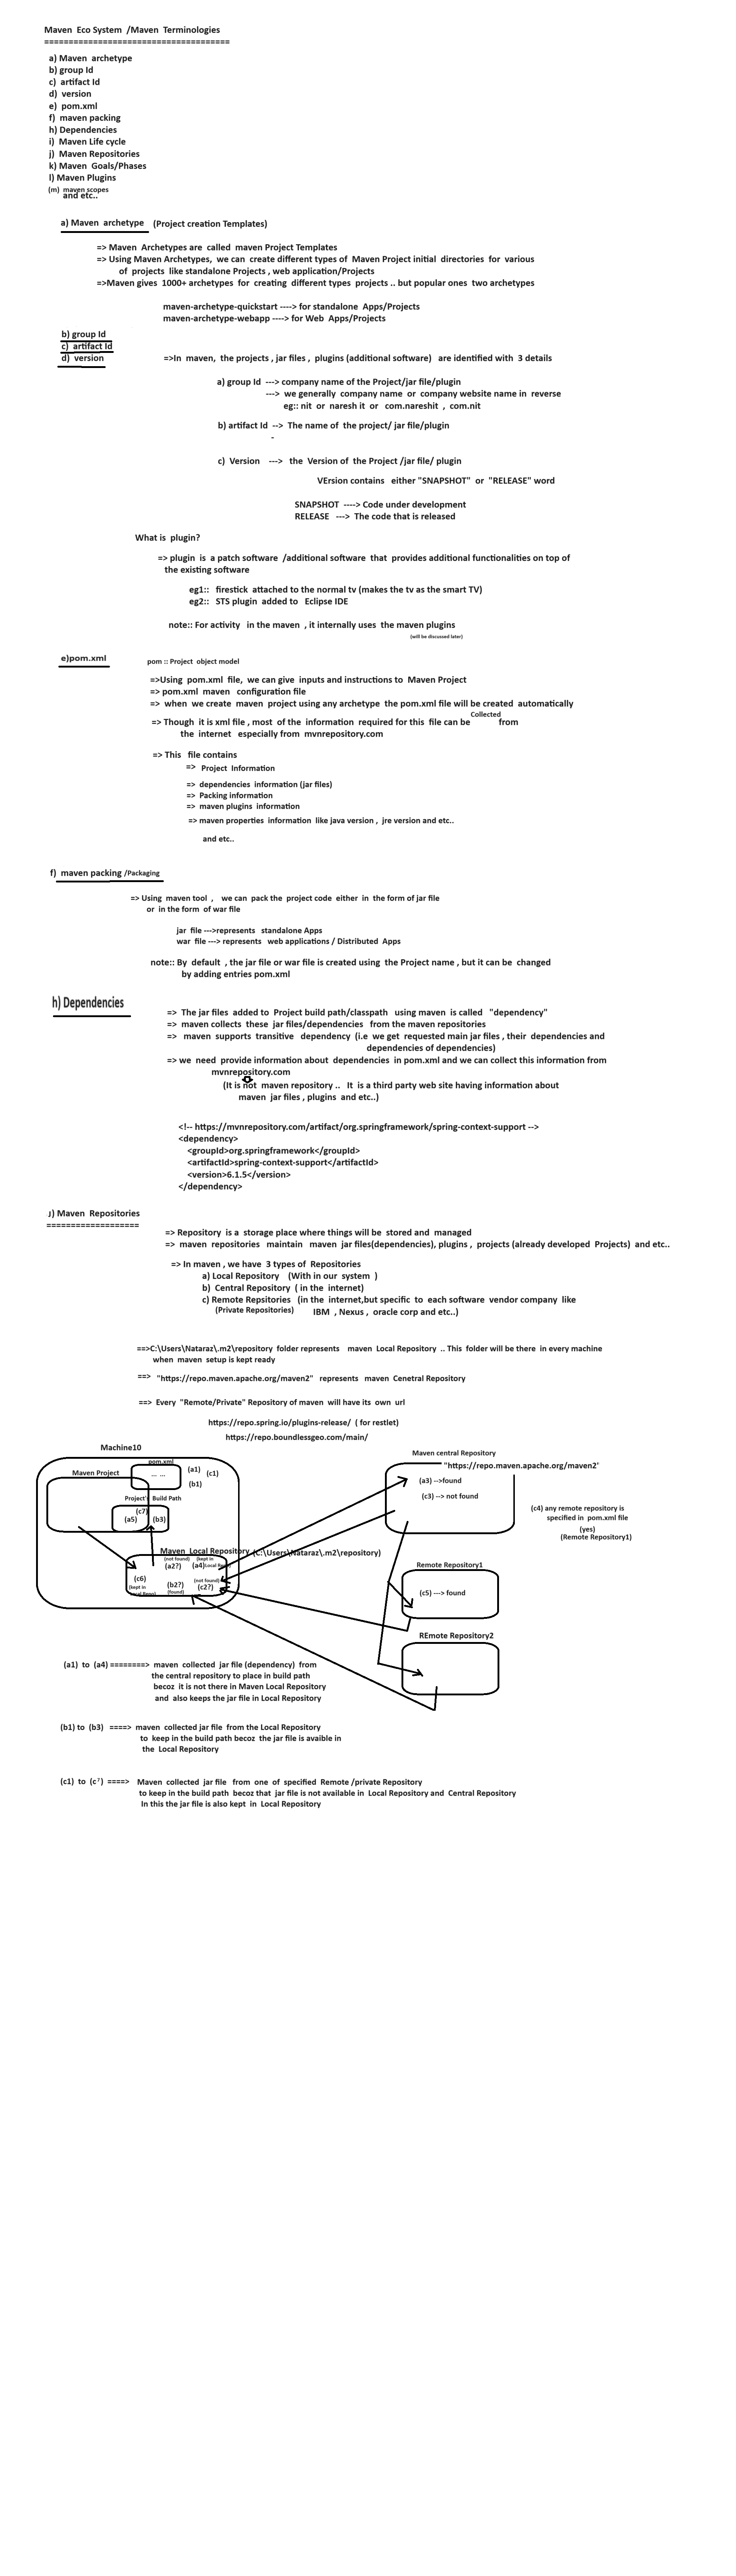 Maven Eco System /Maven Terminologies
======================================
a) Maven archetype
b) group Id
c) artifact Id
d) version
e) pom.xml
f) maven packing
h) Dependencies
i) Maven Life cycle
j) Maven Repositories
k) Maven Goals/Phases
l) Maven Plugins
(m) maven scopes
and etc..
a) Maven archetype (Project creation Templates)
=> Maven Archetypes are called maven Project Templates
=> Using Maven Archetypes, we can create different types of Maven Project initial directories for various
of projects like standalone Projects , web application/Projects
=>Maven gives 1000+ archetypes for creating different types projects .. but popular ones two archetypes
maven-archetype-quickstart ----> for standalone Apps/Projects
maven-archetype-webapp ----> for Web Apps/Projects
b) group Id
c) artifact Id
d) version =>In maven, the projects , jar files , plugins (additional software) are identified with 3 details
a) group Id ---> company name of the Project/jar file/plugin
---> we generally company name or company website name in reverse
eg:: nit or naresh it or com.nareshit , com.nit
b) artifact Id --> The name of the project/ jar file/plugin
-
c) Version ---> the Version of the Project /jar file/ plugin
VErsion contains either "SNAPSHOT" or "RELEASE" word
SNAPSHOT ----> Code under development
RELEASE ---> The code that is released
What is plugin?
=> plugin is a patch software /additional software that provides additional functionalities on top of
the existing software
eg1:: firestick attached to the normal tv (makes the tv as the smart TV)
eg2:: STS plugin added to Eclipse IDE
note:: For activity in the maven , it internally uses the maven plugins
(will be discussed later)
e)pom.xml pom :: Project object model
=>Using pom.xml file, we can give inputs and instructions to Maven Project
=> pom.xml maven configuration file
=> when we create maven project using any archetype the pom.xml file will be created automatically
=> Though it is xml file , most of the information required for this file can be Collected from
the internet especially from mvnrepository.com
=> This file contains
=> Project Information
=> dependencies information (jar files)
=> Packing information
=> maven plugins information
=> maven properties information like java version , jre version and etc..
and etc..
f) maven packing /Packaging
=> Using maven tool , we can pack the project code either in the form of jar file
or in the form of war file
jar file --->represents standalone Apps
war file ---> represents web applications / Distributed Apps
note:: By default , the jar file or war file is created using the Project name , but it can be changed
by adding entries pom.xml
h) Dependencies
=> The jar files added to Project build path/classpath using maven is called "dependency"
=> maven collects these jar files/dependencies from the maven repositories
=> maven supports transitive dependency (i.e we get requested main jar files , their dependencies and
dependencies of dependencies)
=> we need provide information about dependencies in pom.xml and we can collect this information from
mvnrepository.com
(It is not maven repository .. It is a third party web site having information about
maven jar files , plugins and etc..)
<!-- https://mvnrepository.com/artifact/org.springframework/spring-context-support -->
<dependency>
<groupId>org.springframework</groupId>
<artifactId>spring-context-support</artifactId>
<version>6.1.5</version>
</dependency>
J) Maven Repositories
===================
=> Repository is a storage place where things will be stored and managed
=> maven repositories maintain maven jar files(dependencies), plugins , projects (already developed Projects) and etc..
=> In maven , we have 3 types of Repositories
a) Local Repository (With in our system )
b) Central Repository ( in the internet)
c) Remote Repsitories (in the internet,but specific to each software vendor company like
(Private Repositories) IBM , Nexus , oracle corp and etc..)
==>C:\Users\Nataraz\.m2\repository folder represents maven Local Repository .. This folder will be there in every machine
when maven setup is kept ready
==> "https://repo.maven.apache.org/maven2" represents maven Cenetral Repository
==> Every "Remote/Private" Repository of maven will have its own url
https://repo.spring.io/plugins-release/ ( for restlet)
https://repo.boundlessgeo.com/main/
Machine10
Maven Project
pom.xml
... ...
(a1)
(c1)
(b1)
Project's Build Path
(c7)
(a5)
(b3)
Maven Local Repository (C:\Users\Nataraz\.m2\repository)
(not found)
(a2?)
(kept in
(a4)
Local Repo)
(c6)
(kept in
Local Repo)
(b2?)
(found)
(not found)
(c2?)
Maven central Repository
"https://repo.maven.apache.org/maven2'
(a3) -->found
(c3) --> not found
(c4) any remote repository is
specified in pom.xml file
(yes)
(Remote Repository1)
Remote Repository1
(c5) ---> found
REmote Repository2
(a1) to (a4) ========> maven collected jar file (dependency) from
the central repository to place in build path
becoz it is not there in Maven Local Repository
and also keeps the jar file in Local Repository
(b1) to (b3) ====> maven collected jar file from the Local Repository
to keep in the build path becoz the jar file is avaible in
the Local Repository
(c1) to (c7) ====> Maven collected jar file from one of specified Remote /private Repository
to keep in the build path becoz that jar file is not available in Local Repository and Central Repository
In this the jar file is also kept in Local Repository